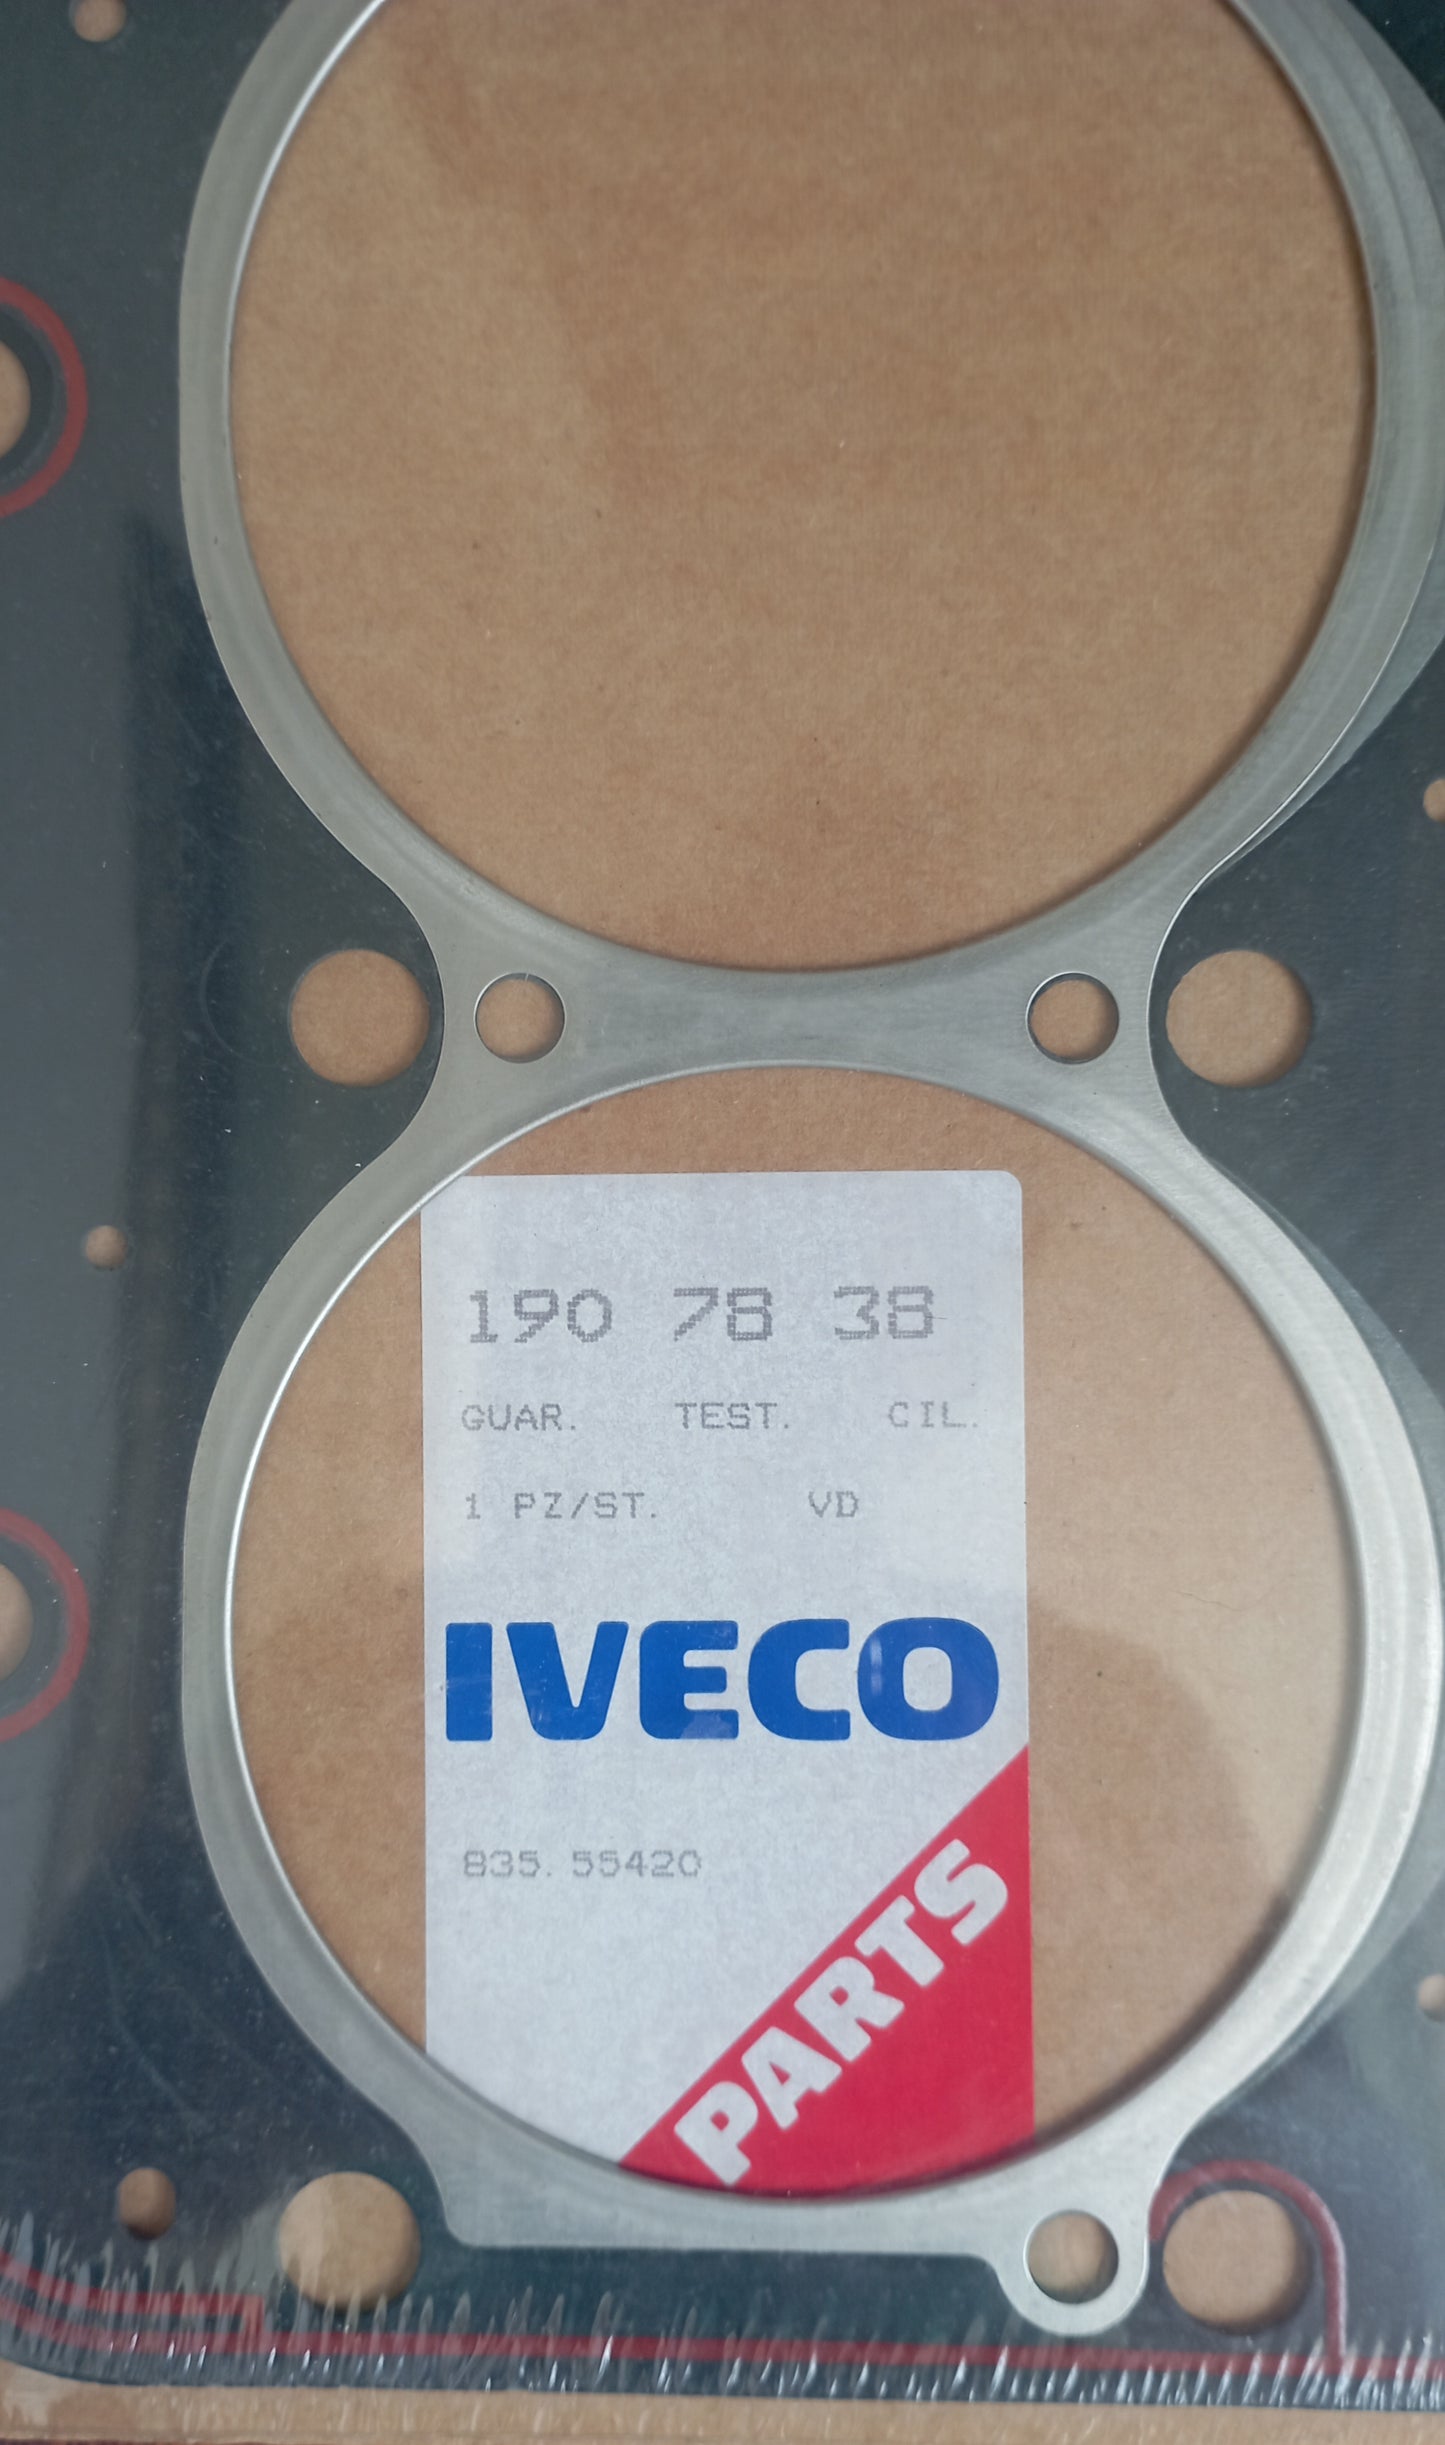 190 78 38
GUAR. TEST. CIL.
1 PZ/ST. VD
IVECO
835.55420
PARTS